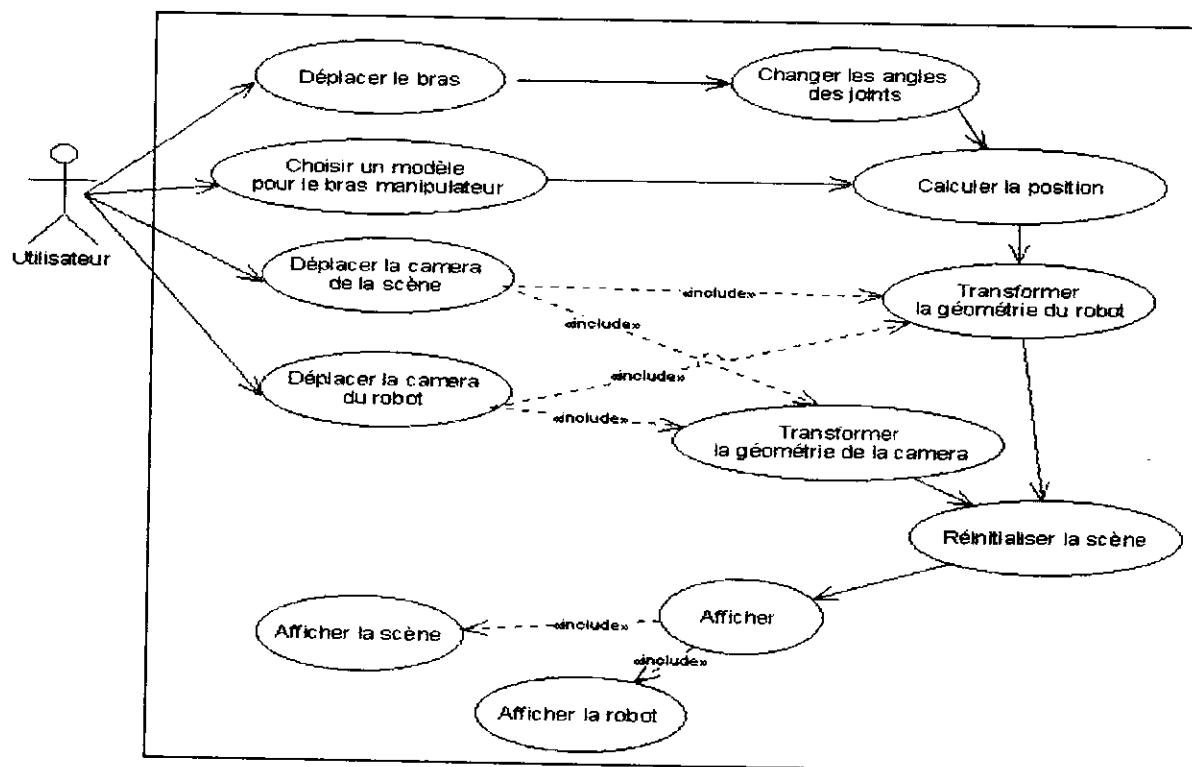 Déplacer le bras
Changer les angles
des joints
Choisir un modèle
pour le bras manipulateur
Calculer la position
Utilisateur
Déplacer la camera
de la scène
«include»
Transformer
la géométrie du robot
«include»
Déplacer la camera
du robot
«include»
«include»
Transformer
la géométrie de la camera
Réinitialiser la scène
Afficher
Afficher la scène
«include»
«include»
Afficher la robot